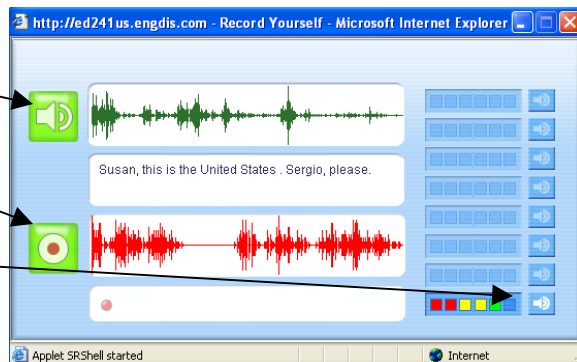 http://ed241us.engdis.com - Record Yourself - Microsoft Internet Explorer
Susan, this is the United States . Sergio, please.
Applet SRShell started
Internet